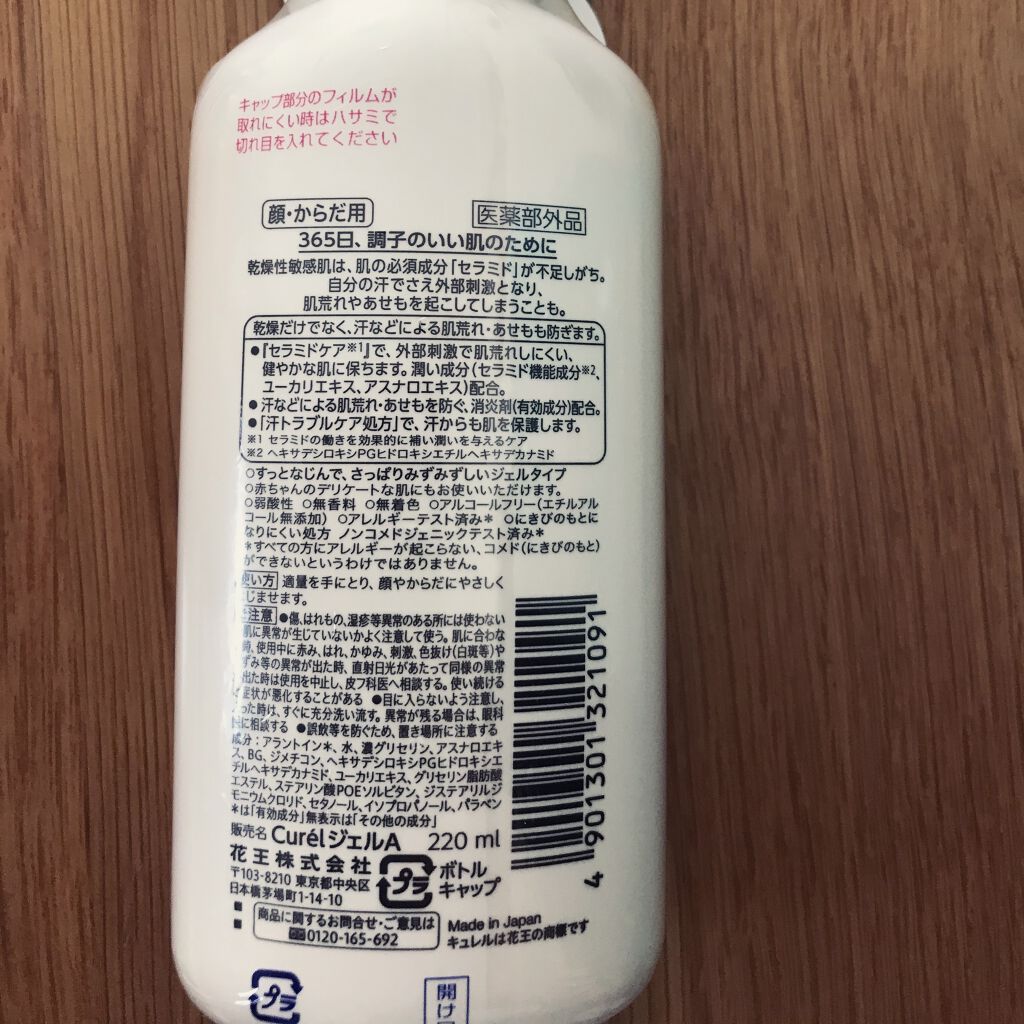 キャップ部分のフィルムが
取れにくい時はハサミで
切れ目を入れてください
顔・からだ用
医薬部外品
365日、調子のいい肌のために
乾燥性敏感肌は、肌の必須成分「セラミド」が不足しがち。
自分の汗でさえ外部刺激となり、
肌荒れやあせもを起こしてしまうことも。
乾燥だけでなく、汗などによる肌荒れ・あせもも防ぎます。
●『セラミドケア※1』で、外部刺激で肌荒れしにくい、
健やかな肌に保ちます。潤い成分(セラミド機能成分※2、
ユーカリエキス、アスナロエキス)配合。
●汗などによる肌荒れ・あせもを防ぐ、消炎剤(有効成分)配合。
●「汗トラブルケア処方」で、汗からも肌を保護します。
※1 セラミドの働きを効果的に補い潤いを与えるケア
※2 ヘキサデシロキシPGヒドロキシエチルヘキサデカナミド
○すっとなじんで、さっぱりみずみずしいジェルタイプ
○赤ちゃんのデリケートな肌にもお使いいただけます。
○弱酸性 ○無香料 ○無着色 ○アルコールフリー(エチルアル
コール無添加) ○アレルギーテスト済み＊ ○にきびのもとに
なりにくい処方 ノンコメドジェニックテスト済み＊
＊すべての方にアレルギーが起こらない、コメド(にきびのもと)
ができないというわけではありません。
使い方 適量を手にとり、顔やからだにやさしく
じませます。
注意 ●傷、はれもの、湿疹等異常のある所には使わない
肌に異常が生じていないかよく注意して使う。肌に合わな
時、使用中に赤み、はれ、かゆみ、刺激、色抜け(白斑等)や
ずみ等の異常が出た時、直射日光があたって同様の異常
出た時は使用を中止し、皮フ科医へ相談する。使い続ける
症状が悪化することがある ●目に入らないよう注意し、
った時は、すぐに充分洗い流す。異常が残る場合は、眼科
に相談する ●誤飲等を防ぐため、置き場所に注意する
成分：アラントイン＊、水、濃グリセリン、アスナロエキ
ス、BG、ジメチコン、ヘキサデシロキシPGヒドロキシエ
チルヘキサデカナミド、ユーカリエキス、グリセリン脂肪酸
エステル、ステアリン酸POEソルビタン、ジステアリルジ
モニウムクロリド、セタノール、イソプロパノール、パラベン
＊は「有効成分」無表示は「その他の成分」
販売名 Curélジェルa 220 ml
花王株式会社
〒103-8210 東京都中央区
日本橋茅場町1-14-10
プラ
ボトル
キャップ
商品に関するお問合せ・ご意見は
0120-165-692
Made in Japan
キュレルは花王の商標です
4 901301 321091
プラ
開け